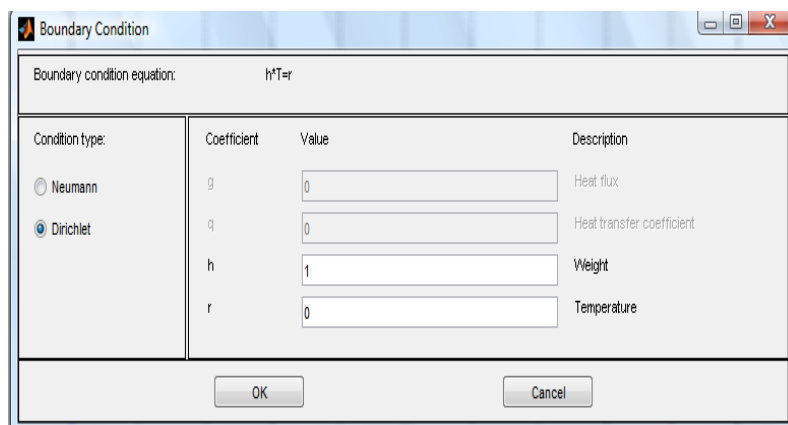 Boundary Condition
Boundary condition equation: h*T=r
Condition type: Coefficient Value Description
Neumann g 0 Heat flux
Dirichlet q 0 Heat transfer coefficient
h 1 Weight
r 0 Temperature
OK Cancel